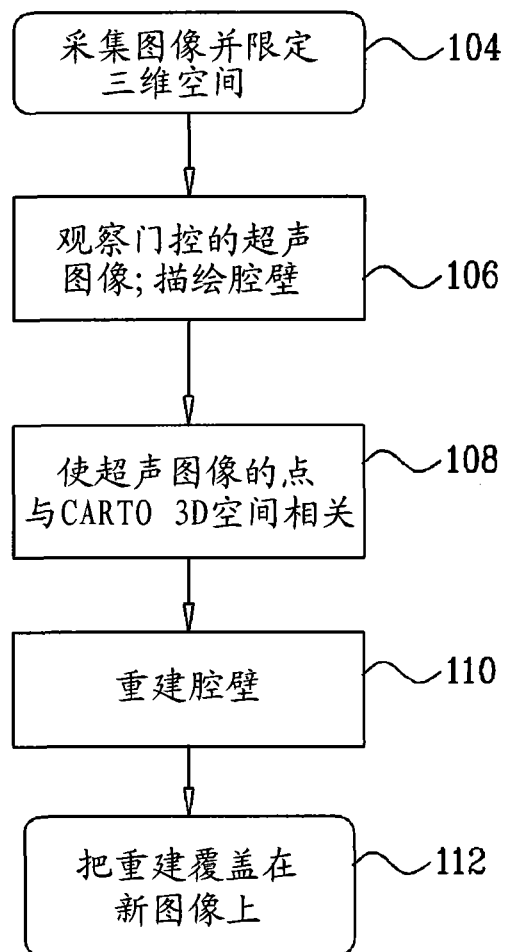 采集图像并限定
三维空间
104
观察门控的超声
图像;描绘腔壁
106
使超声图像的点
与CARTO 3D空间相关
108
重建腔壁
110
把重建覆盖在
新图像上
112